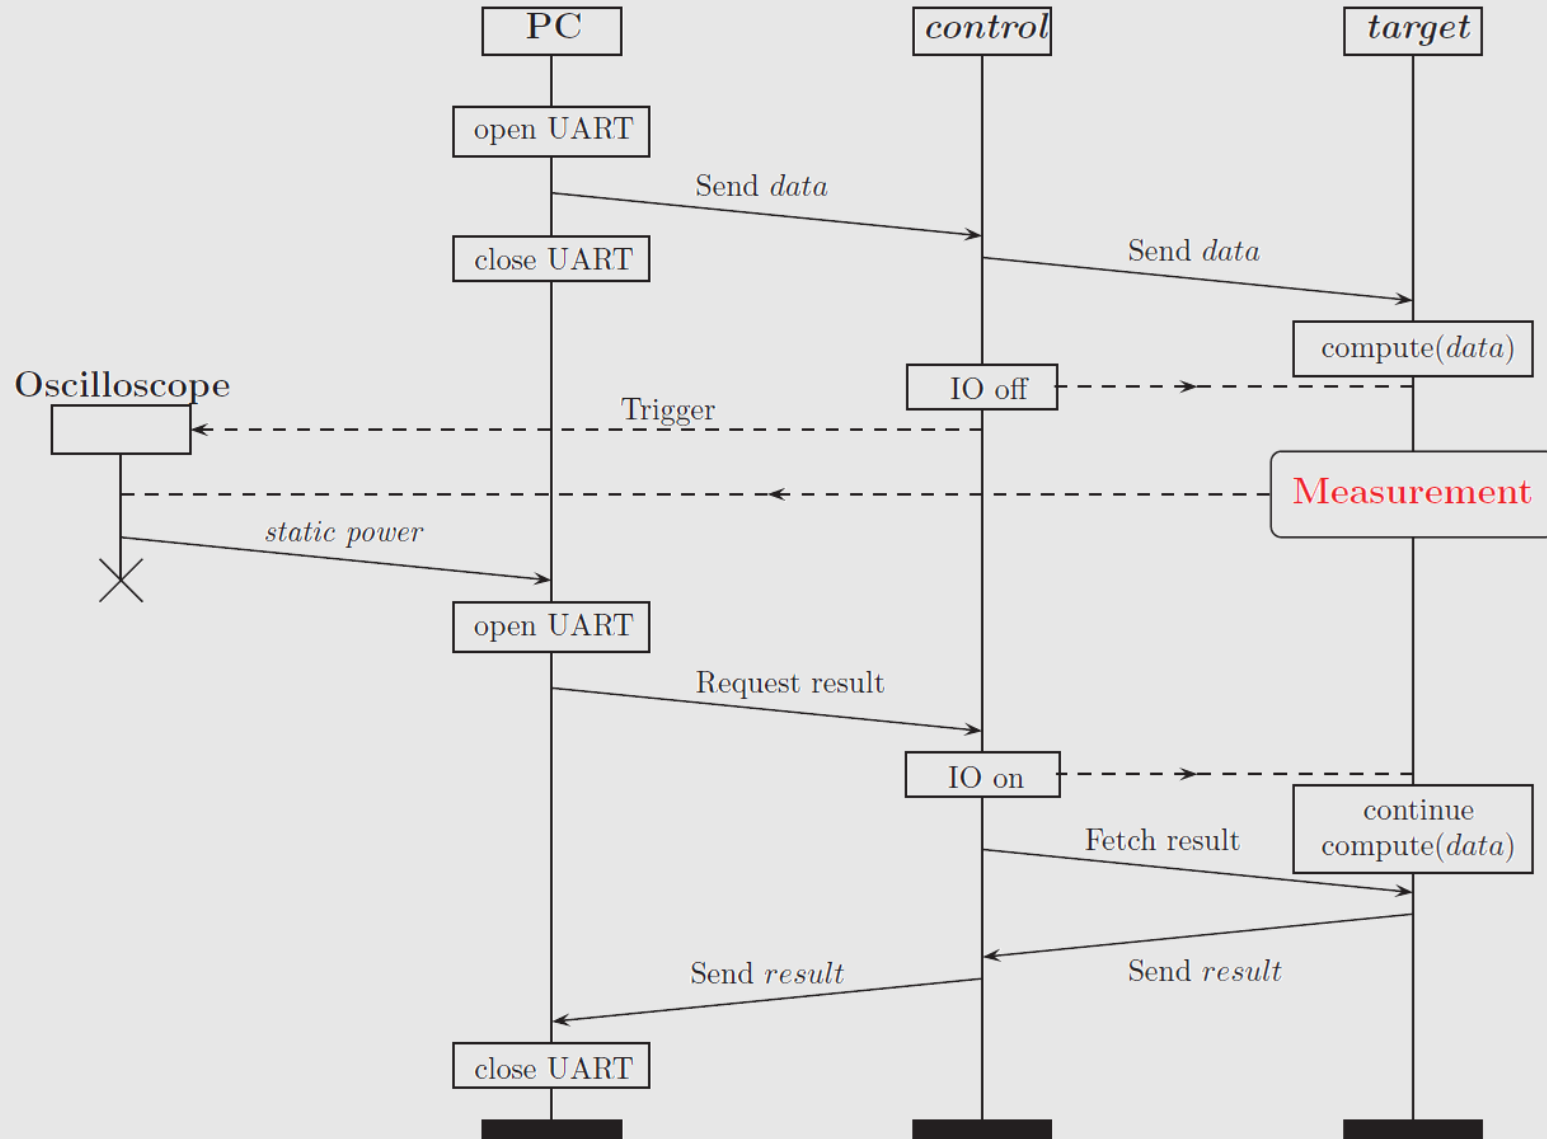 PC
control
target
open UART
Send data
close UART
Send data
compute(data)
Oscilloscope
IO off
Trigger
Measurement
static power
open UART
Request result
IO on
continue
compute(data)
Fetch result
Send result
Send result
close UART